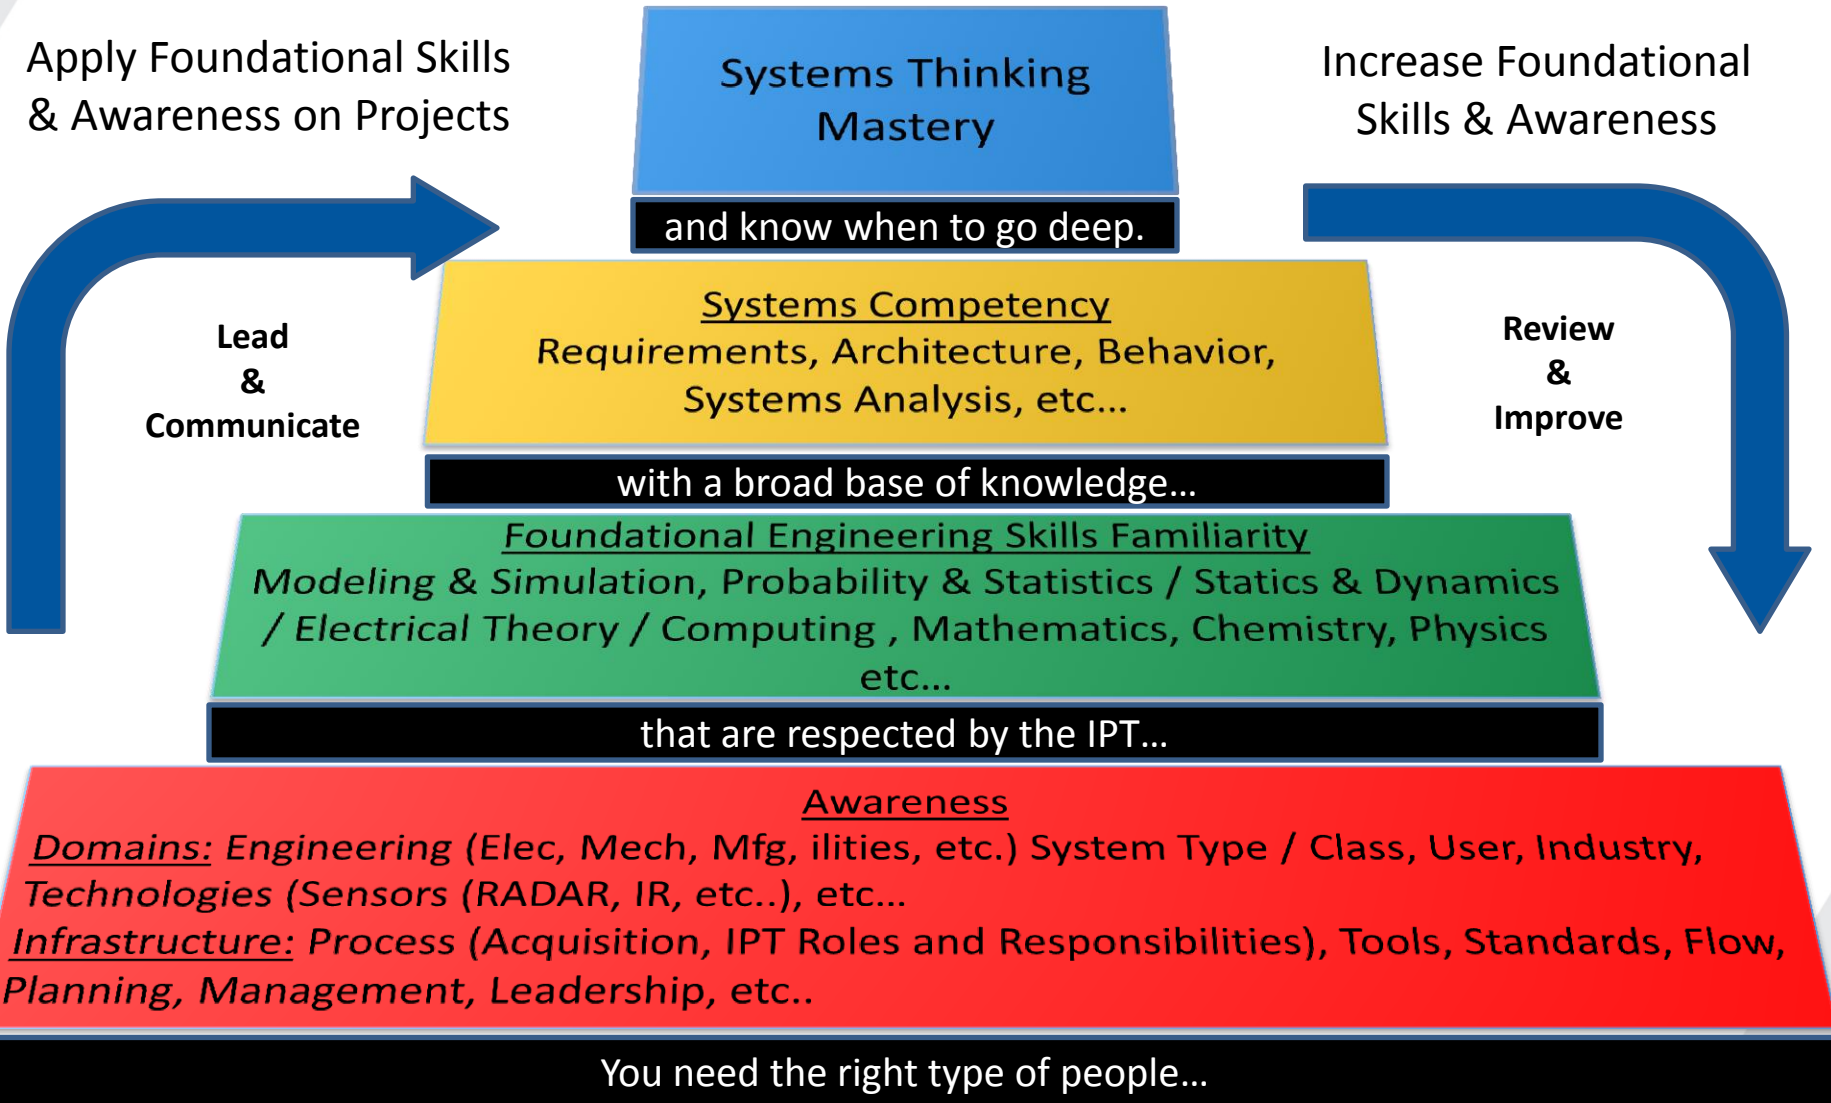 Apply Foundational Skills
& Awareness on Projects
Systems Thinking
Mastery
Increase Foundational
Skills & Awareness
and know when to go deep.
Lead
&
Communicate
Systems Competency
Requirements, Architecture, Behavior,
Systems Analysis, etc...
Review
&
Improve
with a broad base of knowledge...
Foundational Engineering Skills Familiarity
Modeling & Simulation, Probability & Statistics / Statics & Dynamics
/ Electrical Theory / Computing , Mathematics, Chemistry, Physics
etc...
that are respected by the IPT...
Awareness
Domains: Engineering (Elec, Mech, Mfg, ilities, etc.) System Type / Class, User, Industry,
Technologies (Sensors (RADAR, IR, etc..), etc...
Infrastructure: Process (Acquisition, IPT Roles and Responsibilities), Tools, Standards, Flow,
Planning, Management, Leadership, etc..
You need the right type of people...